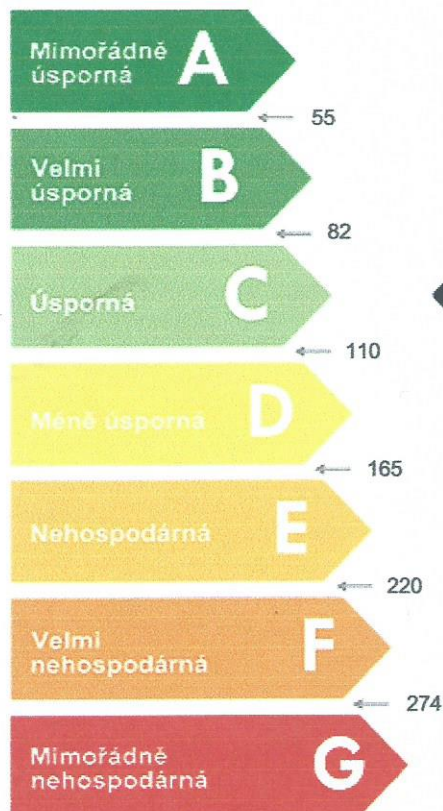 Mimořádně
úsporná A
55
Velmi
úsporná B
82
Úsporná C
110
Méně úsporná D
165
Nehospodárná E
220
Velmi
nehospodárná F
274
Mimořádně
nehospodárná G